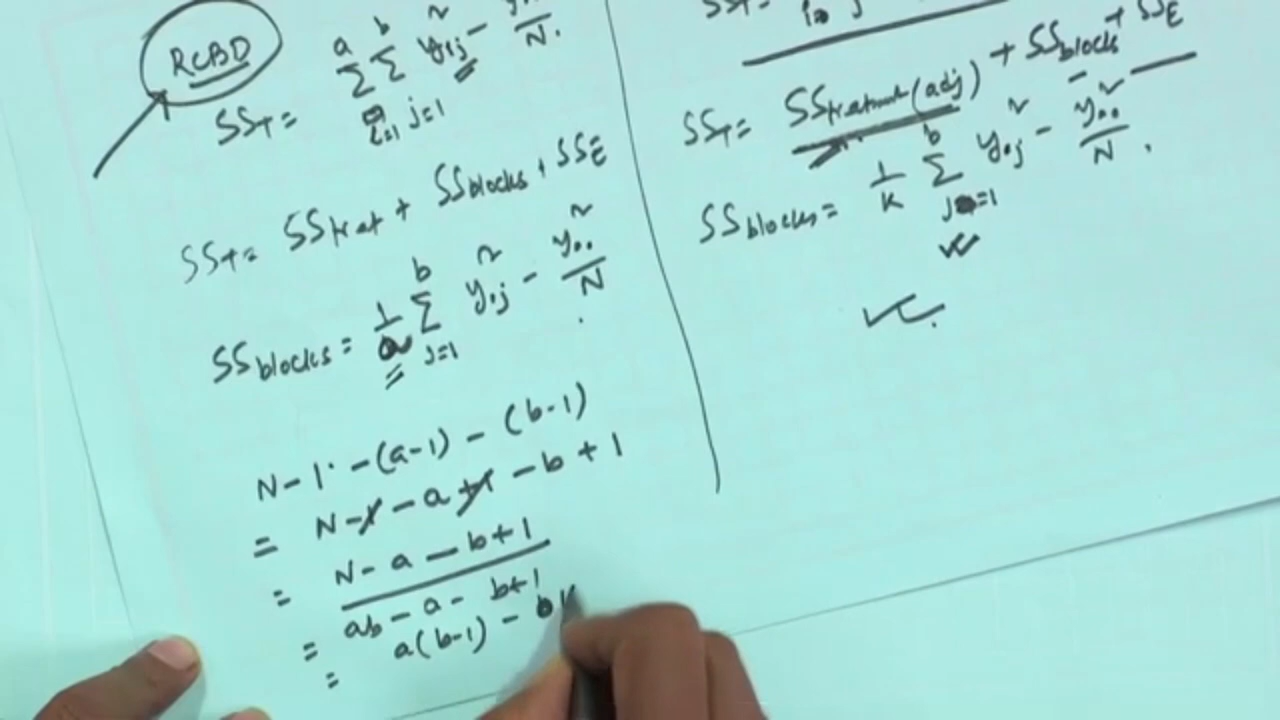 RCBD
SST = a∑i=1 b∑j=1 y²ij − y²../N.
SST = SStreat + SSblocks + SSE
SSblocks = 1/a b∑j=1 y²•j − y²••/N
N − 1 − (a−1) − (b−1)
= N − 1 − a + 1 − b + 1
= N − a − b + 1
= ab − a − b + 1
= a(b−1) − b
SST =
SST = SStreatment(adj) + SSblocks + SSE
SSblocks = 1/K b∑j=1 y²•j − y²••/N.